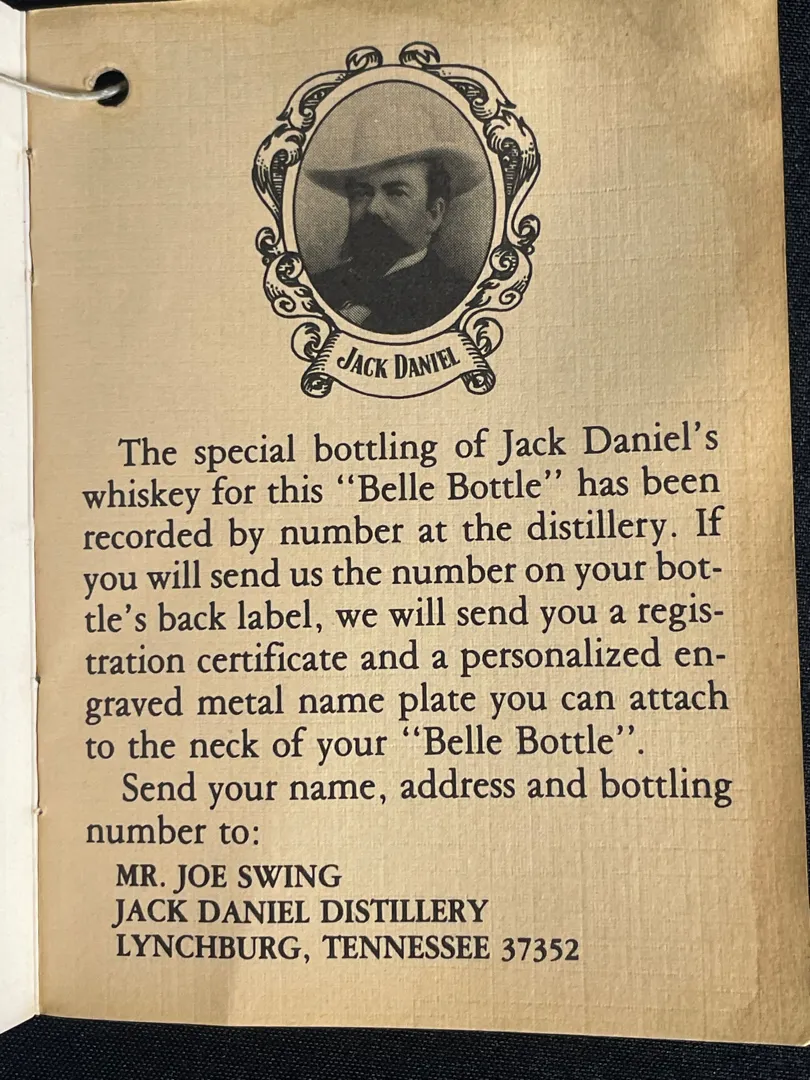 JACK DANIEL
The special bottling of Jack Daniel's
whiskey for this “Belle Bottle” has been
recorded by number at the distillery. If
you will send us the number on your bot-
tle's back label, we will send you a regis-
tration certificate and a personalized en-
graved metal name plate you can attach
to the neck of your “Belle Bottle”.
Send your name, address and bottling
number to:
MR. JOE SWING
JACK DANIEL DISTILLERY
LYNCHBURG, TENNESSEE 37352